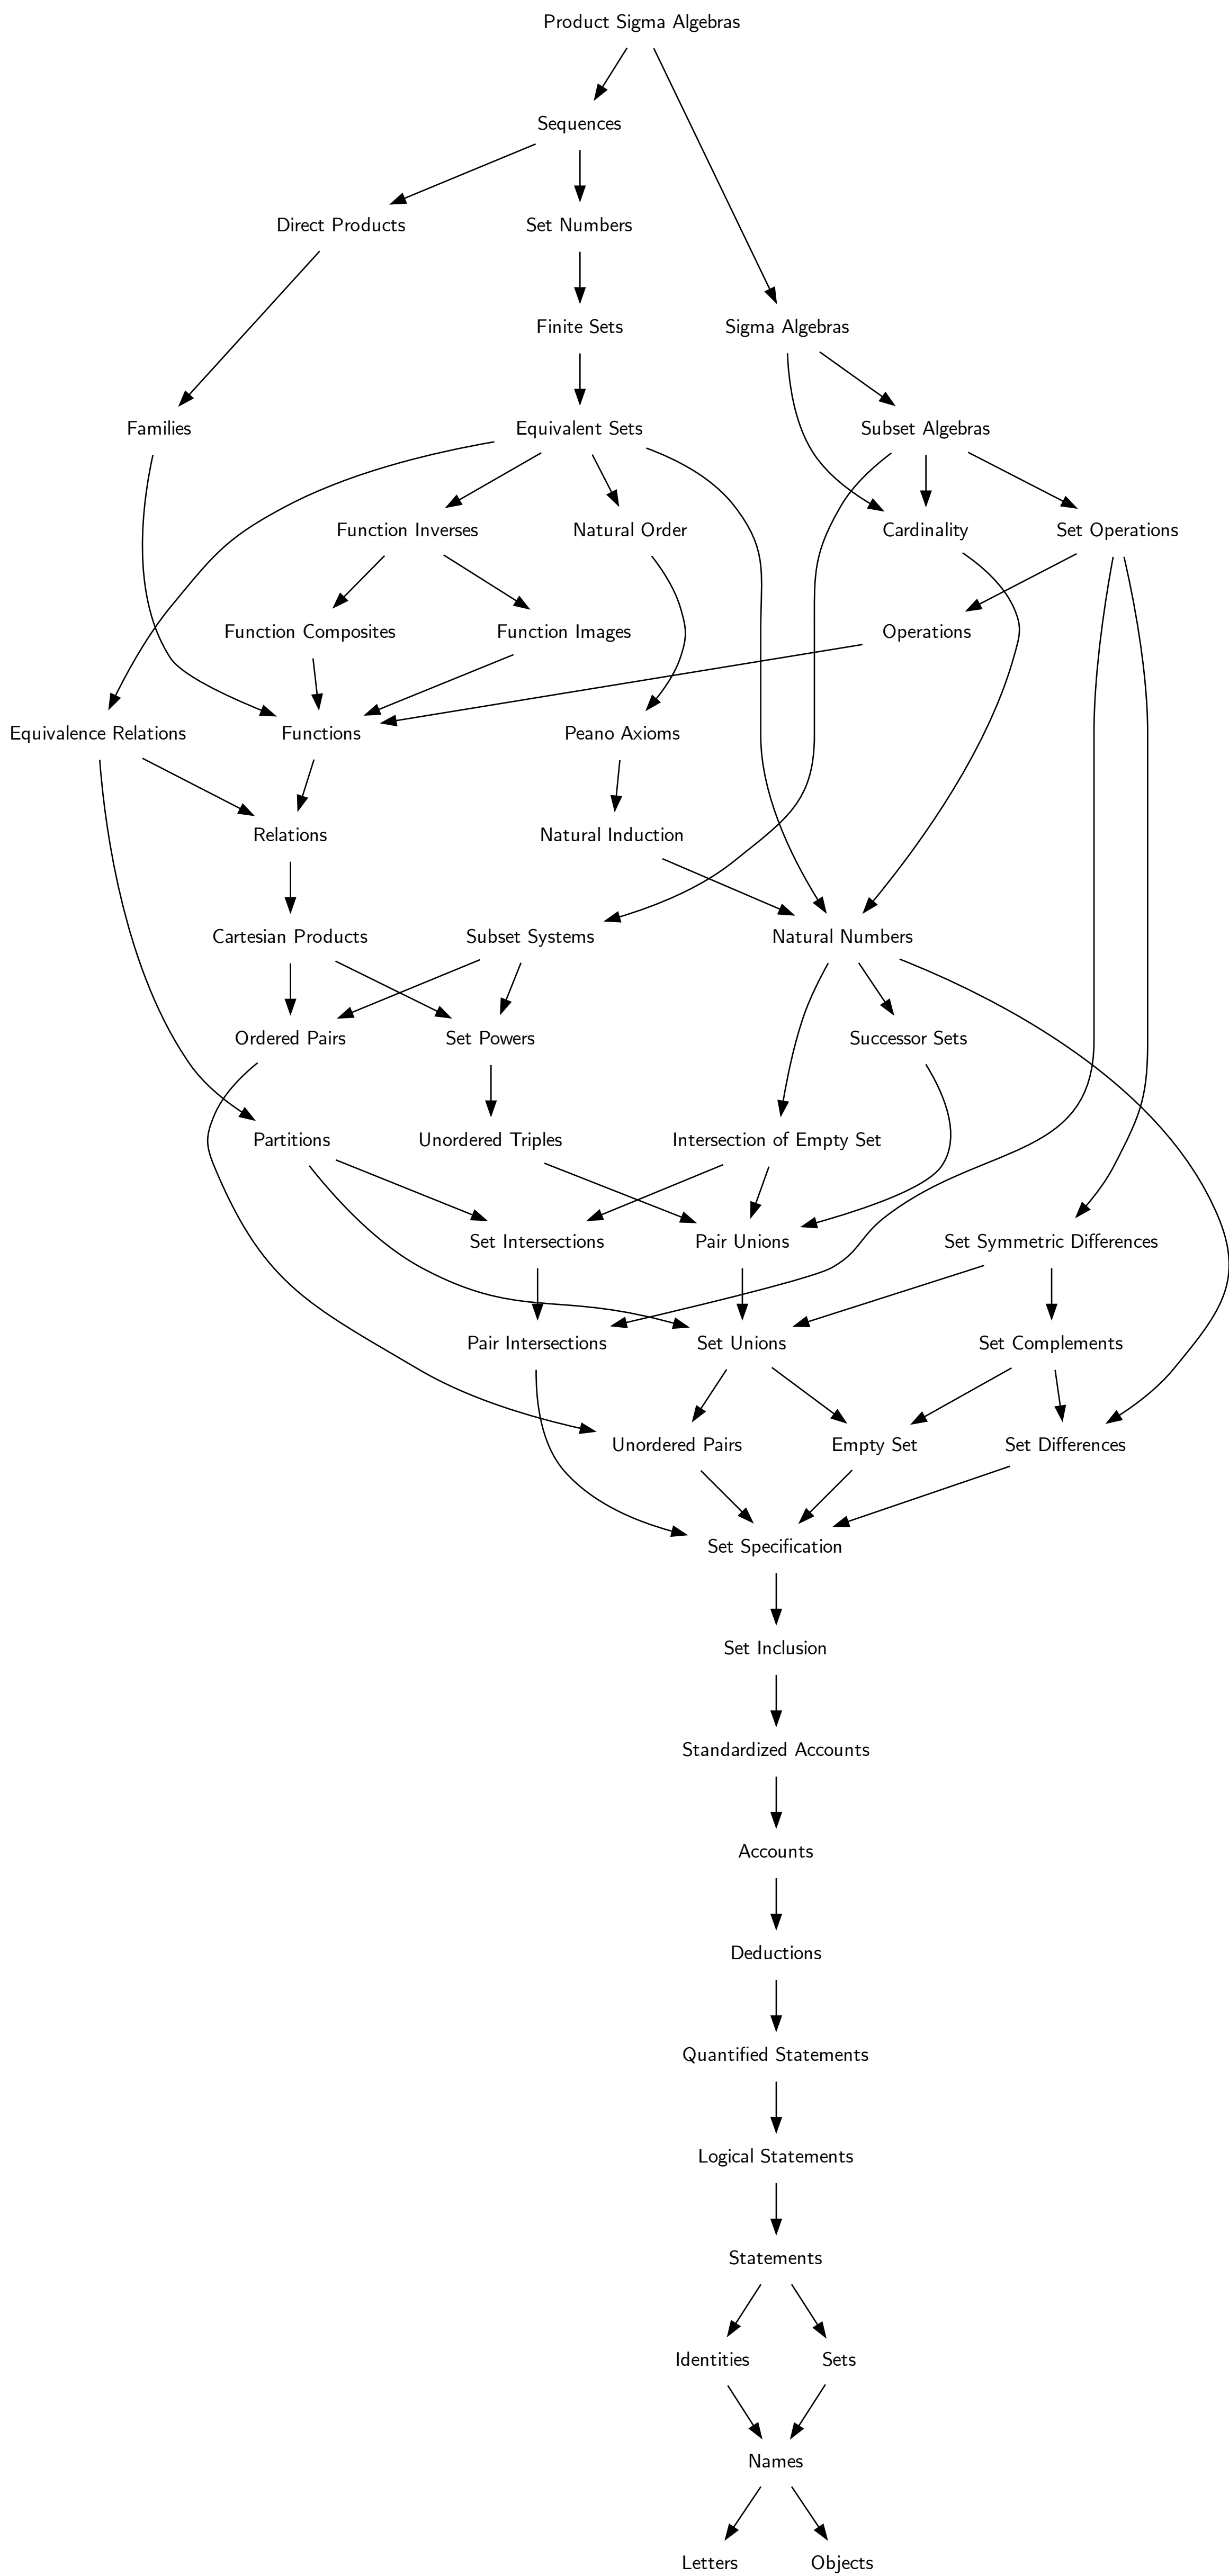 Product Sigma Algebras
Sequences
Direct Products
Set Numbers
Finite Sets
Sigma Algebras
Families
Equivalent Sets
Subset Algebras
Function Inverses
Natural Order
Cardinality
Set Operations
Function Composites
Function Images
Operations
Equivalence Relations
Functions
Peano Axioms
Relations
Natural Induction
Cartesian Products
Subset Systems
Natural Numbers
Ordered Pairs
Set Powers
Successor Sets
Partitions
Unordered Triples
Intersection of Empty Set
Set Intersections
Pair Unions
Set Symmetric Differences
Pair Intersections
Set Unions
Set Complements
Unordered Pairs
Empty Set
Set Differences
Set Specification
Set Inclusion
Standardized Accounts
Accounts
Deductions
Quantified Statements
Logical Statements
Statements
Identities
Sets
Names
Letters
Objects